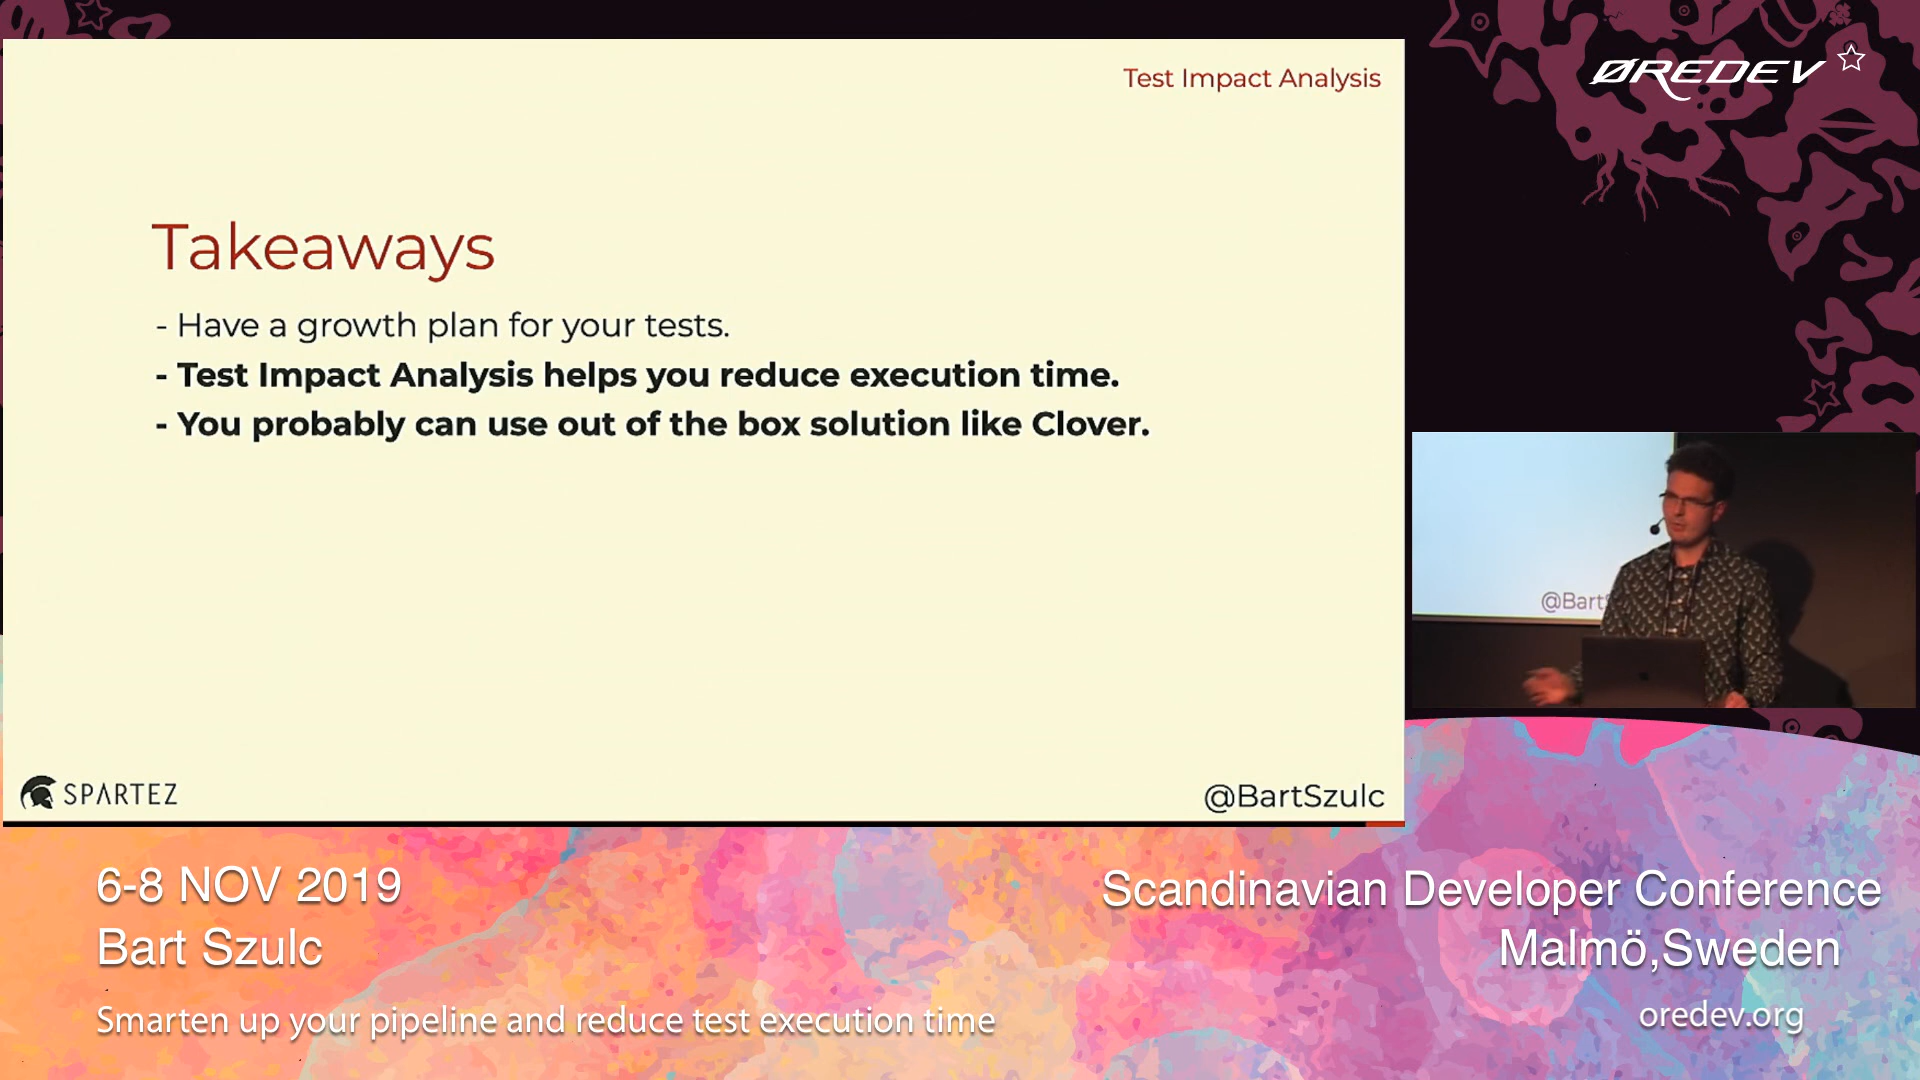 Test Impact Analysis
ØREDEV
Takeaways
- Have a growth plan for your tests.
- Test Impact Analysis helps you reduce execution time.
- You probably can use out of the box solution like Clover.
@BartS
SPARTEZ
@BartSzulc
6-8 NOV 2019
Bart Szulc
Smarten up your pipeline and reduce test execution time
Scandinavian Developer Conference
Malmö,Sweden
oredev.org